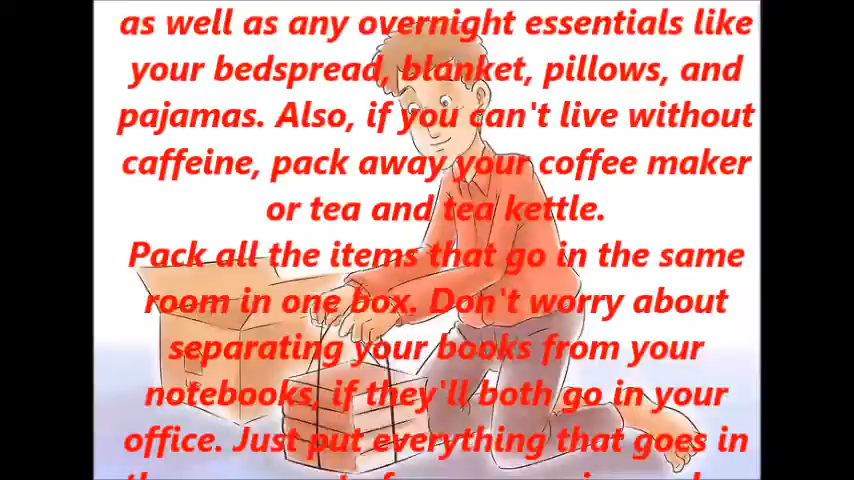 as well as any overnight essentials like
your bedspread, blanket, pillows, and
pajamas. Also, if you can't live without
caffeine, pack away your coffee maker
or tea and tea kettle.
Pack all the items that go in the same
room in one box. Don't worry about
separating your books from your
notebooks, if they'll both go in your
office. Just put everything that goes in